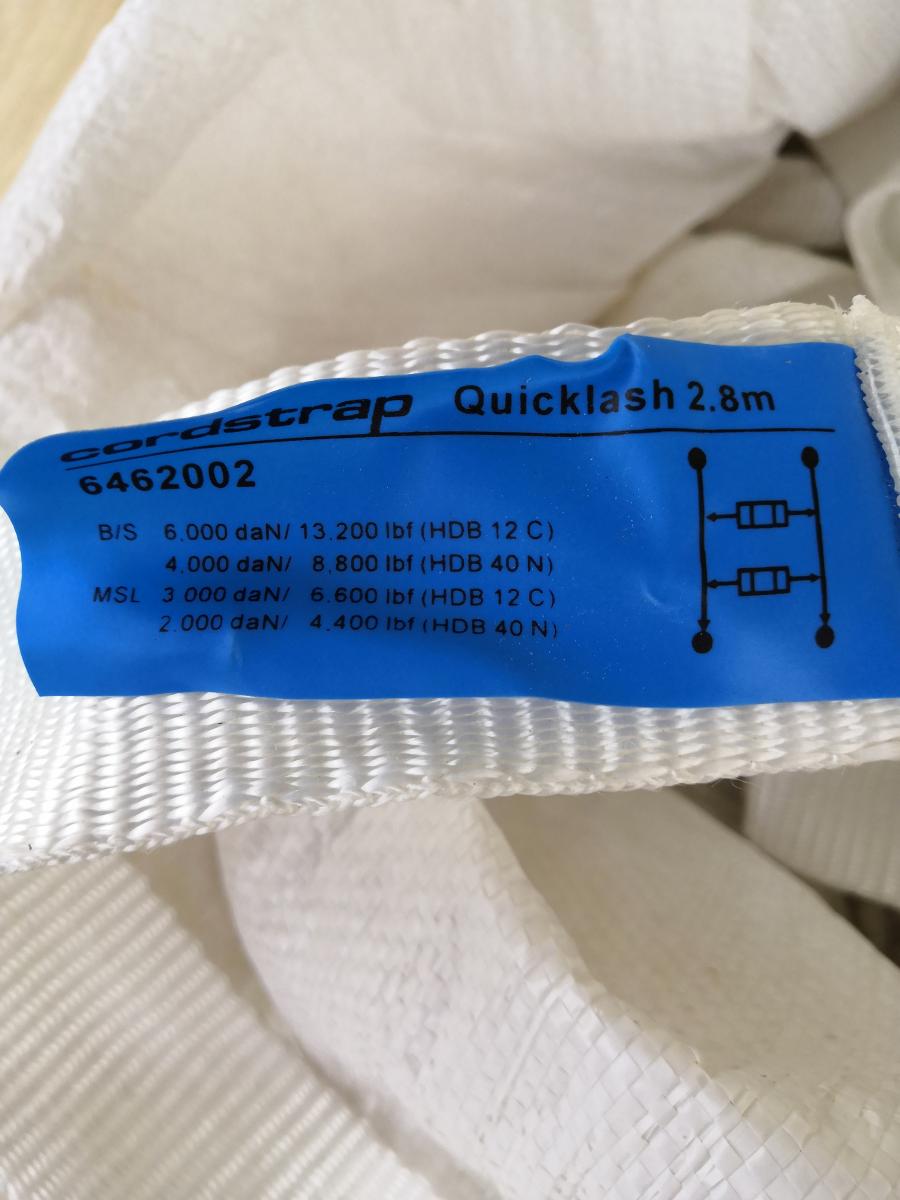 cordstrap Quicklash 2.8m
6462002
B/S 6.000 daN/ 13.200 lbf (HDB 12 C)
4.000 daN/ 8,800 lbf (HDB 40 N)
MSL 3 000 daN/ 6.600 lbf (HDB 12 C)
2.000 daN/ 4.400 lbf (HDB 40 N)